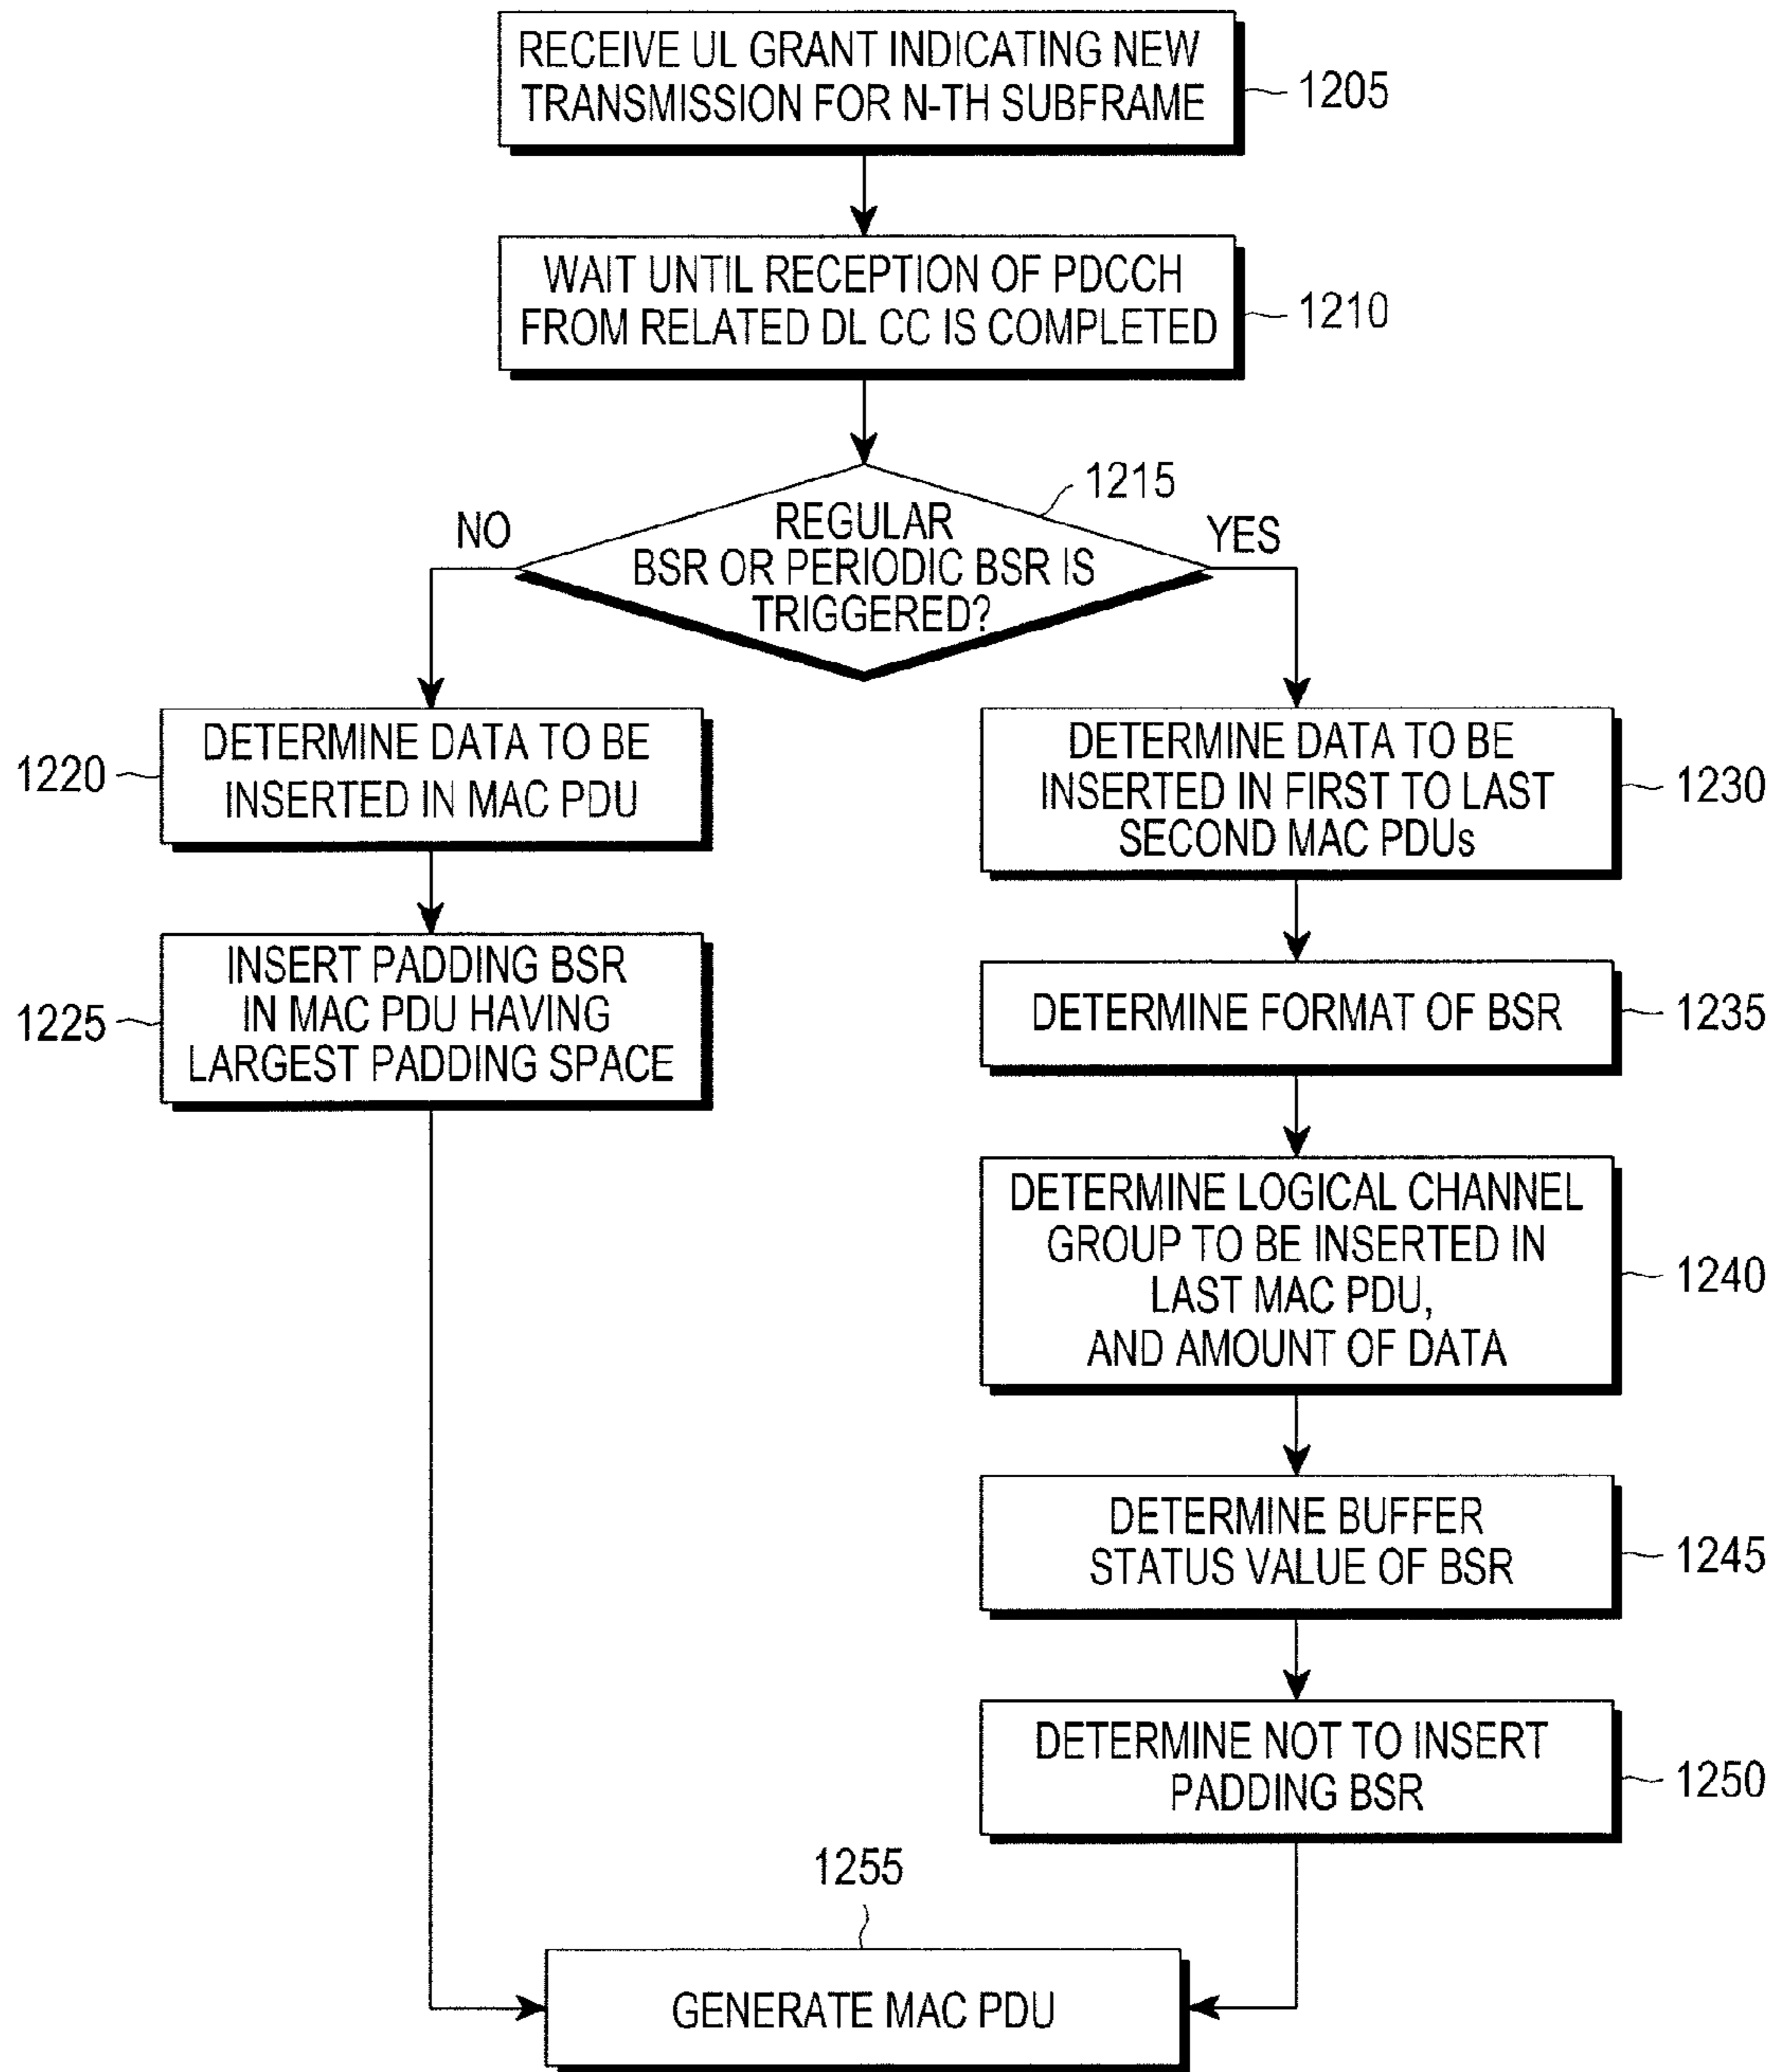 RECEIVE UL GRANT INDICATING NEW
TRANSMISSION FOR N-TH SUBFRAME
1205
WAIT UNTIL RECEPTION OF PDCCH
FROM RELATED DL CC IS COMPLETED
1210
1215
NO
REGULAR
BSR OR PERIODIC BSR IS
TRIGGERED?
YES
1220
DETERMINE DATA TO BE
INSERTED IN MAC PDU
1225
INSERT PADDING BSR
IN MAC PDU HAVING
LARGEST PADDING SPACE
DETERMINE DATA TO BE
INSERTED IN FIRST TO LAST
SECOND MAC PDUs
1230
DETERMINE FORMAT OF BSR
1235
DETERMINE LOGICAL CHANNEL
GROUP TO BE INSERTED IN
LAST MAC PDU,
AND AMOUNT OF DATA
1240
DETERMINE BUFFER
STATUS VALUE OF BSR
1245
DETERMINE NOT TO INSERT
PADDING BSR
1250
1255
GENERATE MAC PDU